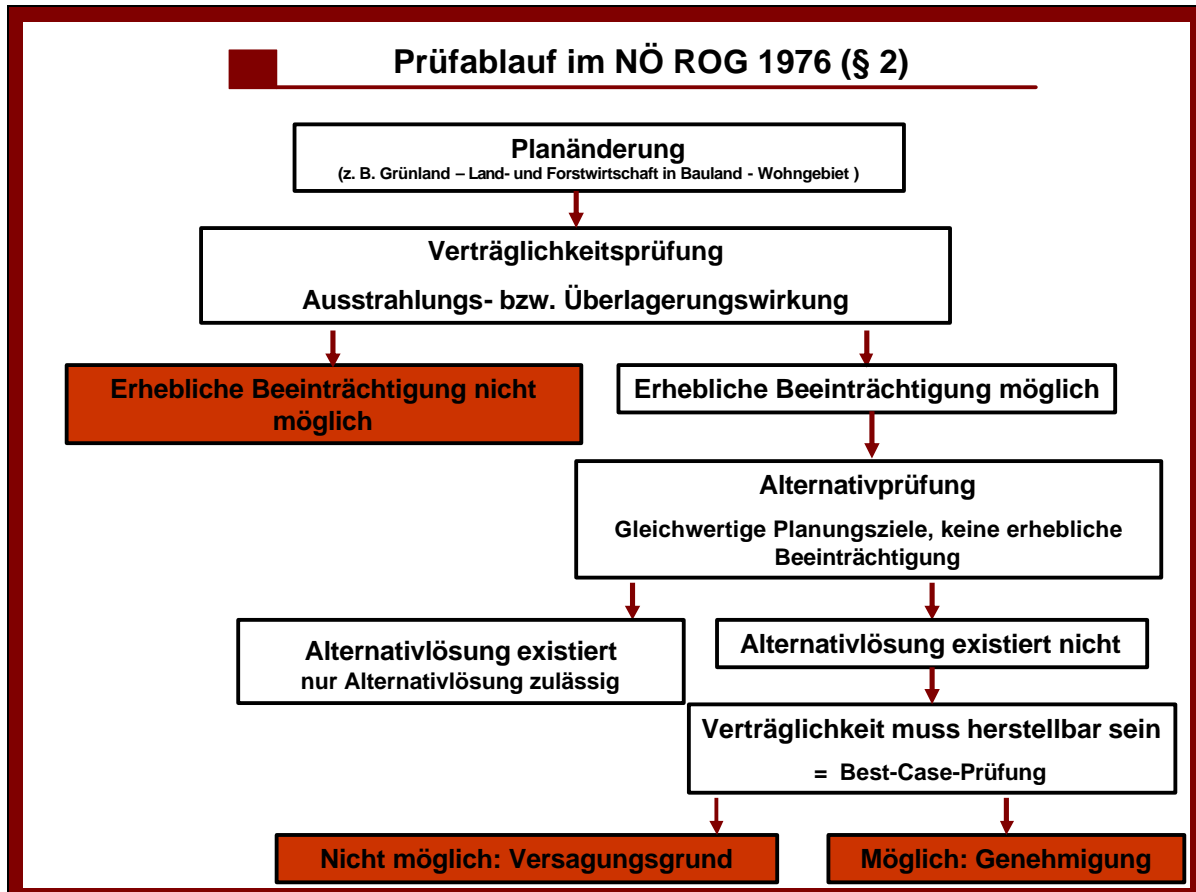 Prüfablauf im NÖ ROG 1976 (§ 2)
Planänderung
(z. B. Grünland – Land- und Forstwirtschaft in Bauland - Wohngebiet )
Verträglichkeitsprüfung
Ausstrahlungs- bzw. Überlagerungswirkung
Erhebliche Beeinträchtigung nicht
möglich
Erhebliche Beeinträchtigung möglich
Alternativprüfung
Gleichwertige Planungsziele, keine erhebliche
Beeinträchtigung
Alternativlösung existiert
nur Alternativlösung zulässig
Alternativlösung existiert nicht
Verträglichkeit muss herstellbar sein
= Best-Case-Prüfung
Nicht möglich: Versagungsgrund
Möglich: Genehmigung